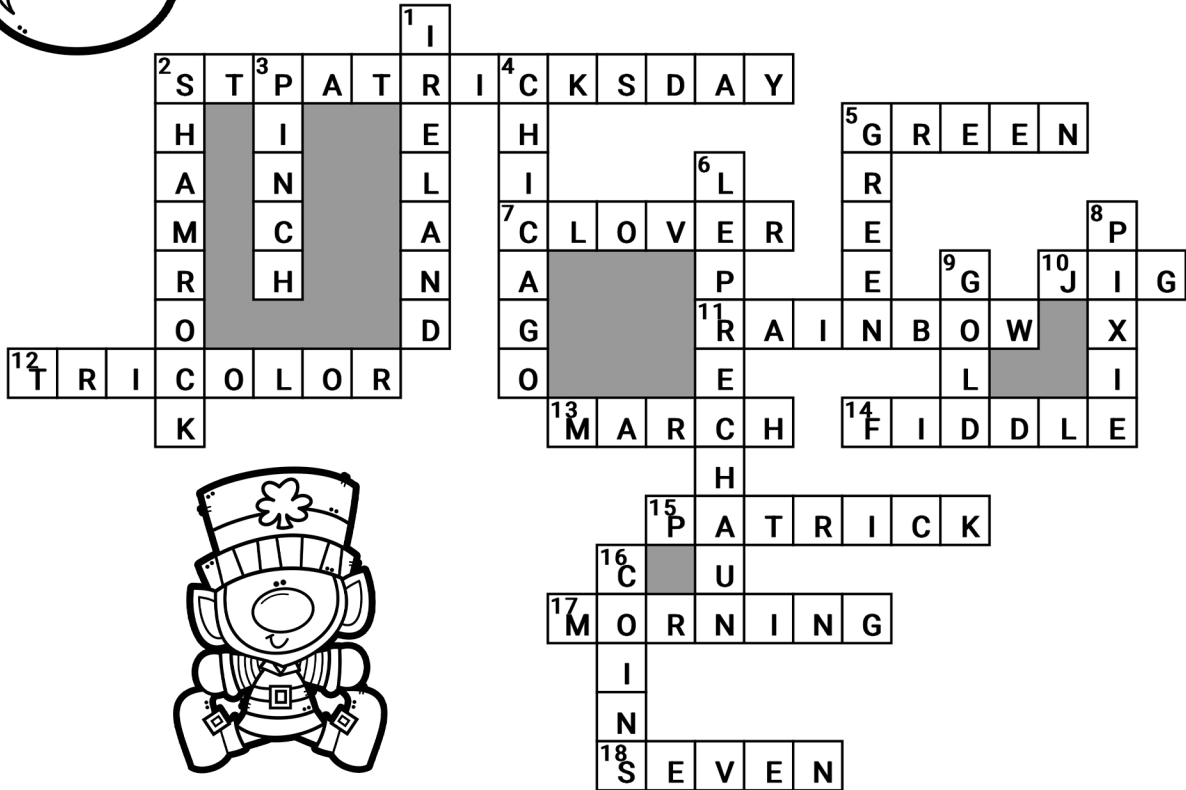 1 I
2 S T 3 P A T R I 4 C K S D A Y
H I E H 5 G R E E N
A N L I 6 L R
M C A 7 C L O V E R E 8 P
R H N A P E 9 G 10 J I G
O D G 11 R A I N B O W X
12 T R I C O L O R O E L I
K 13 M A R C H 14 F I D D L E
H
15 P A T R I C K
16 C U
17 M O R N I N G
I
N
18 S E V E N